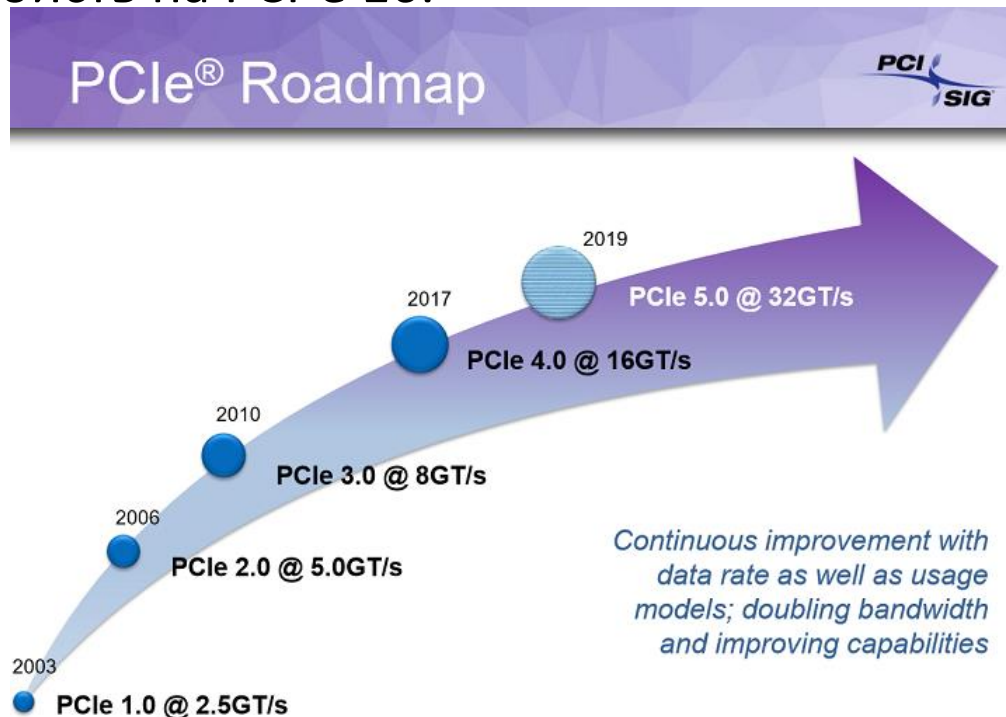 PCIe® Roadmap
PCI
SIG
2019
PCIe 5.0 @ 32GT/s
2017
PCIe 4.0 @ 16GT/s
2010
PCIe 3.0 @ 8GT/s
2006
PCIe 2.0 @ 5.0GT/s
Continuous improvement with
data rate as well as usage
models; doubling bandwidth
and improving capabilities
2003
PCIe 1.0 @ 2.5GT/s